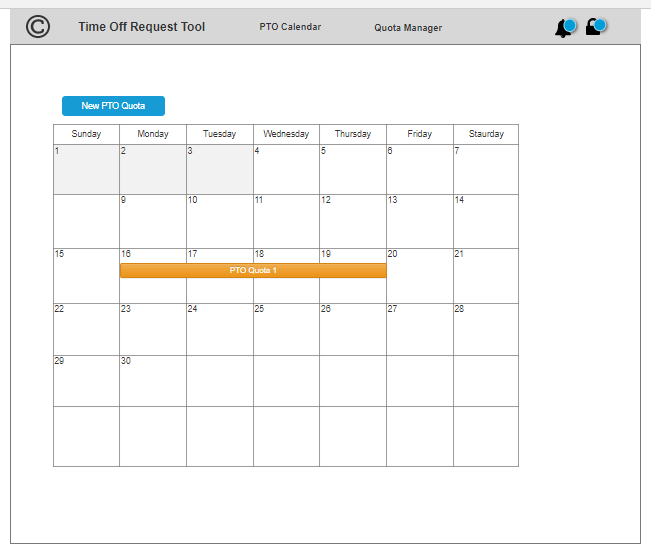 © Time Off Request Tool PTO Calendar Quota Manager
New PTO Quota
Sunday Monday Tuesday Wednesday Thursday Friday Staurday
1 2 3 4 5 6 7
9 10 11 12 13 14
15 16 17 18 19 20 21
PTO Quota 1
22 23 24 25 26 27 28
29 30